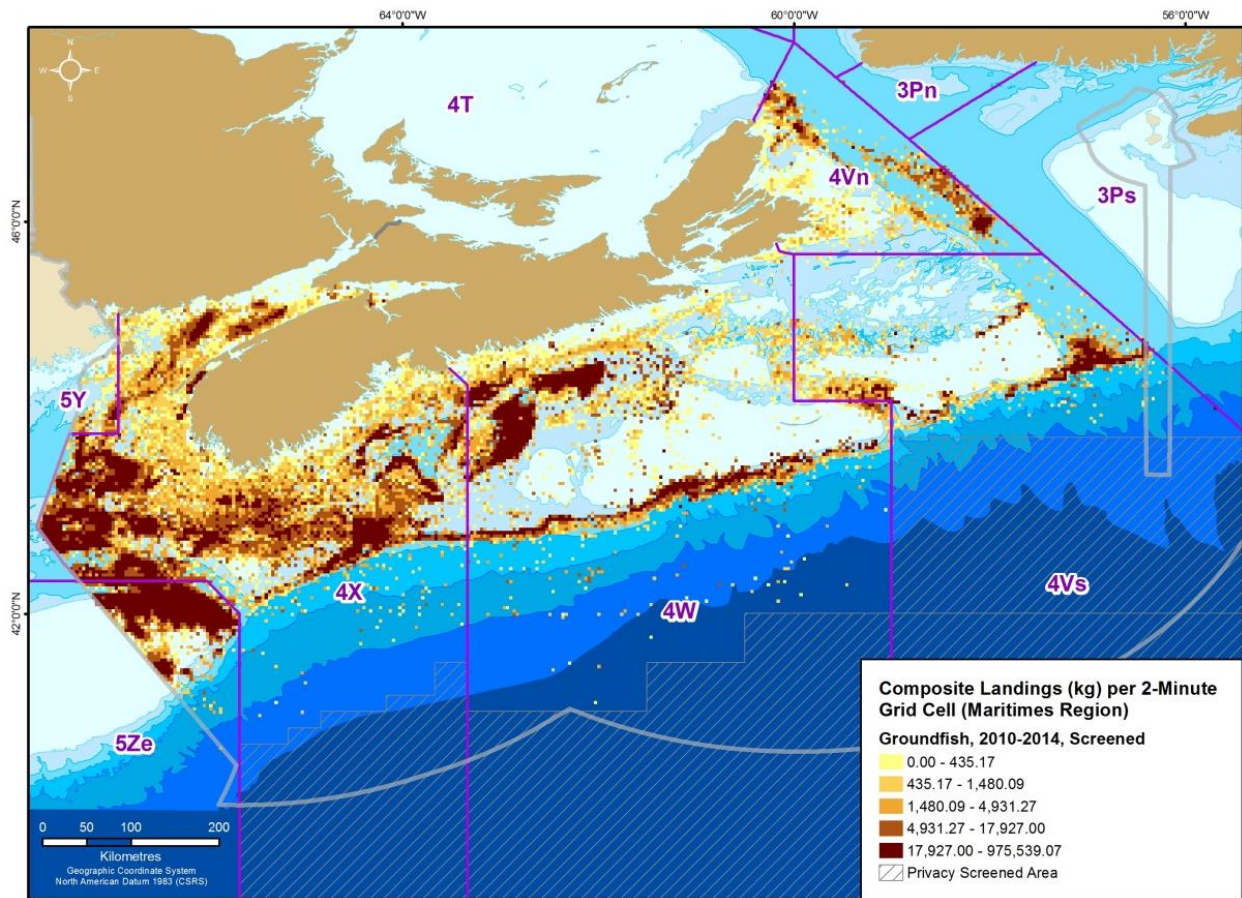 64°0'0"W 60°0'0"W 56°0'0"W
N
W E
S
4T
3Pn
4Vn
3Ps
46°0'0"N
5Y
42°0'0"N
4X
4W
4Vs
5Ze
Composite Landings (kg) per 2-Minute
Grid Cell (Maritimes Region)
Groundfish, 2010-2014, Screened
0.00 - 435.17
435.17 - 1,480.09
1,480.09 - 4,931.27
4,931.27 - 17,927.00
17,927.00 - 975,539.07
Privacy Screened Area
0 50 100 200
Kilometres
Geographic Coordinate System
North American Datum 1983 (CSRS)